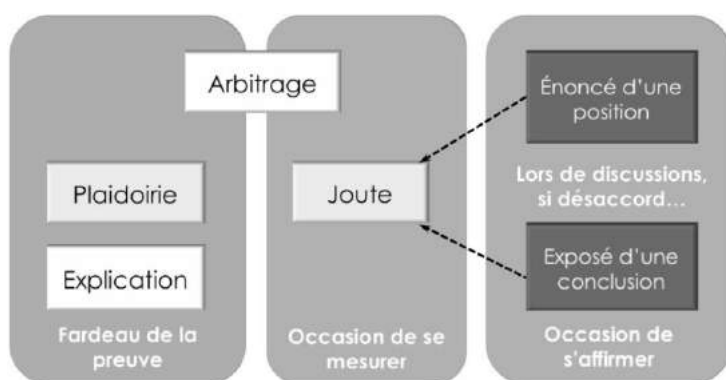 Arbitrage
Plaidoirie
Explication
Fardeau de la
preuve
Joute
Occasion de se
mesurer
Énoncé d'une
position
Lors de discussions,
si désaccord...
Exposé d'une
conclusion
Occasion de
s'affirmer